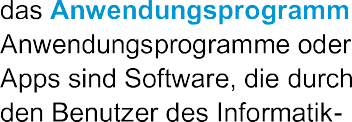 das Anwendungsprogramm
Anwendungsprogramme oder
Apps sind Software, die durch
den Benutzer des Informatik-